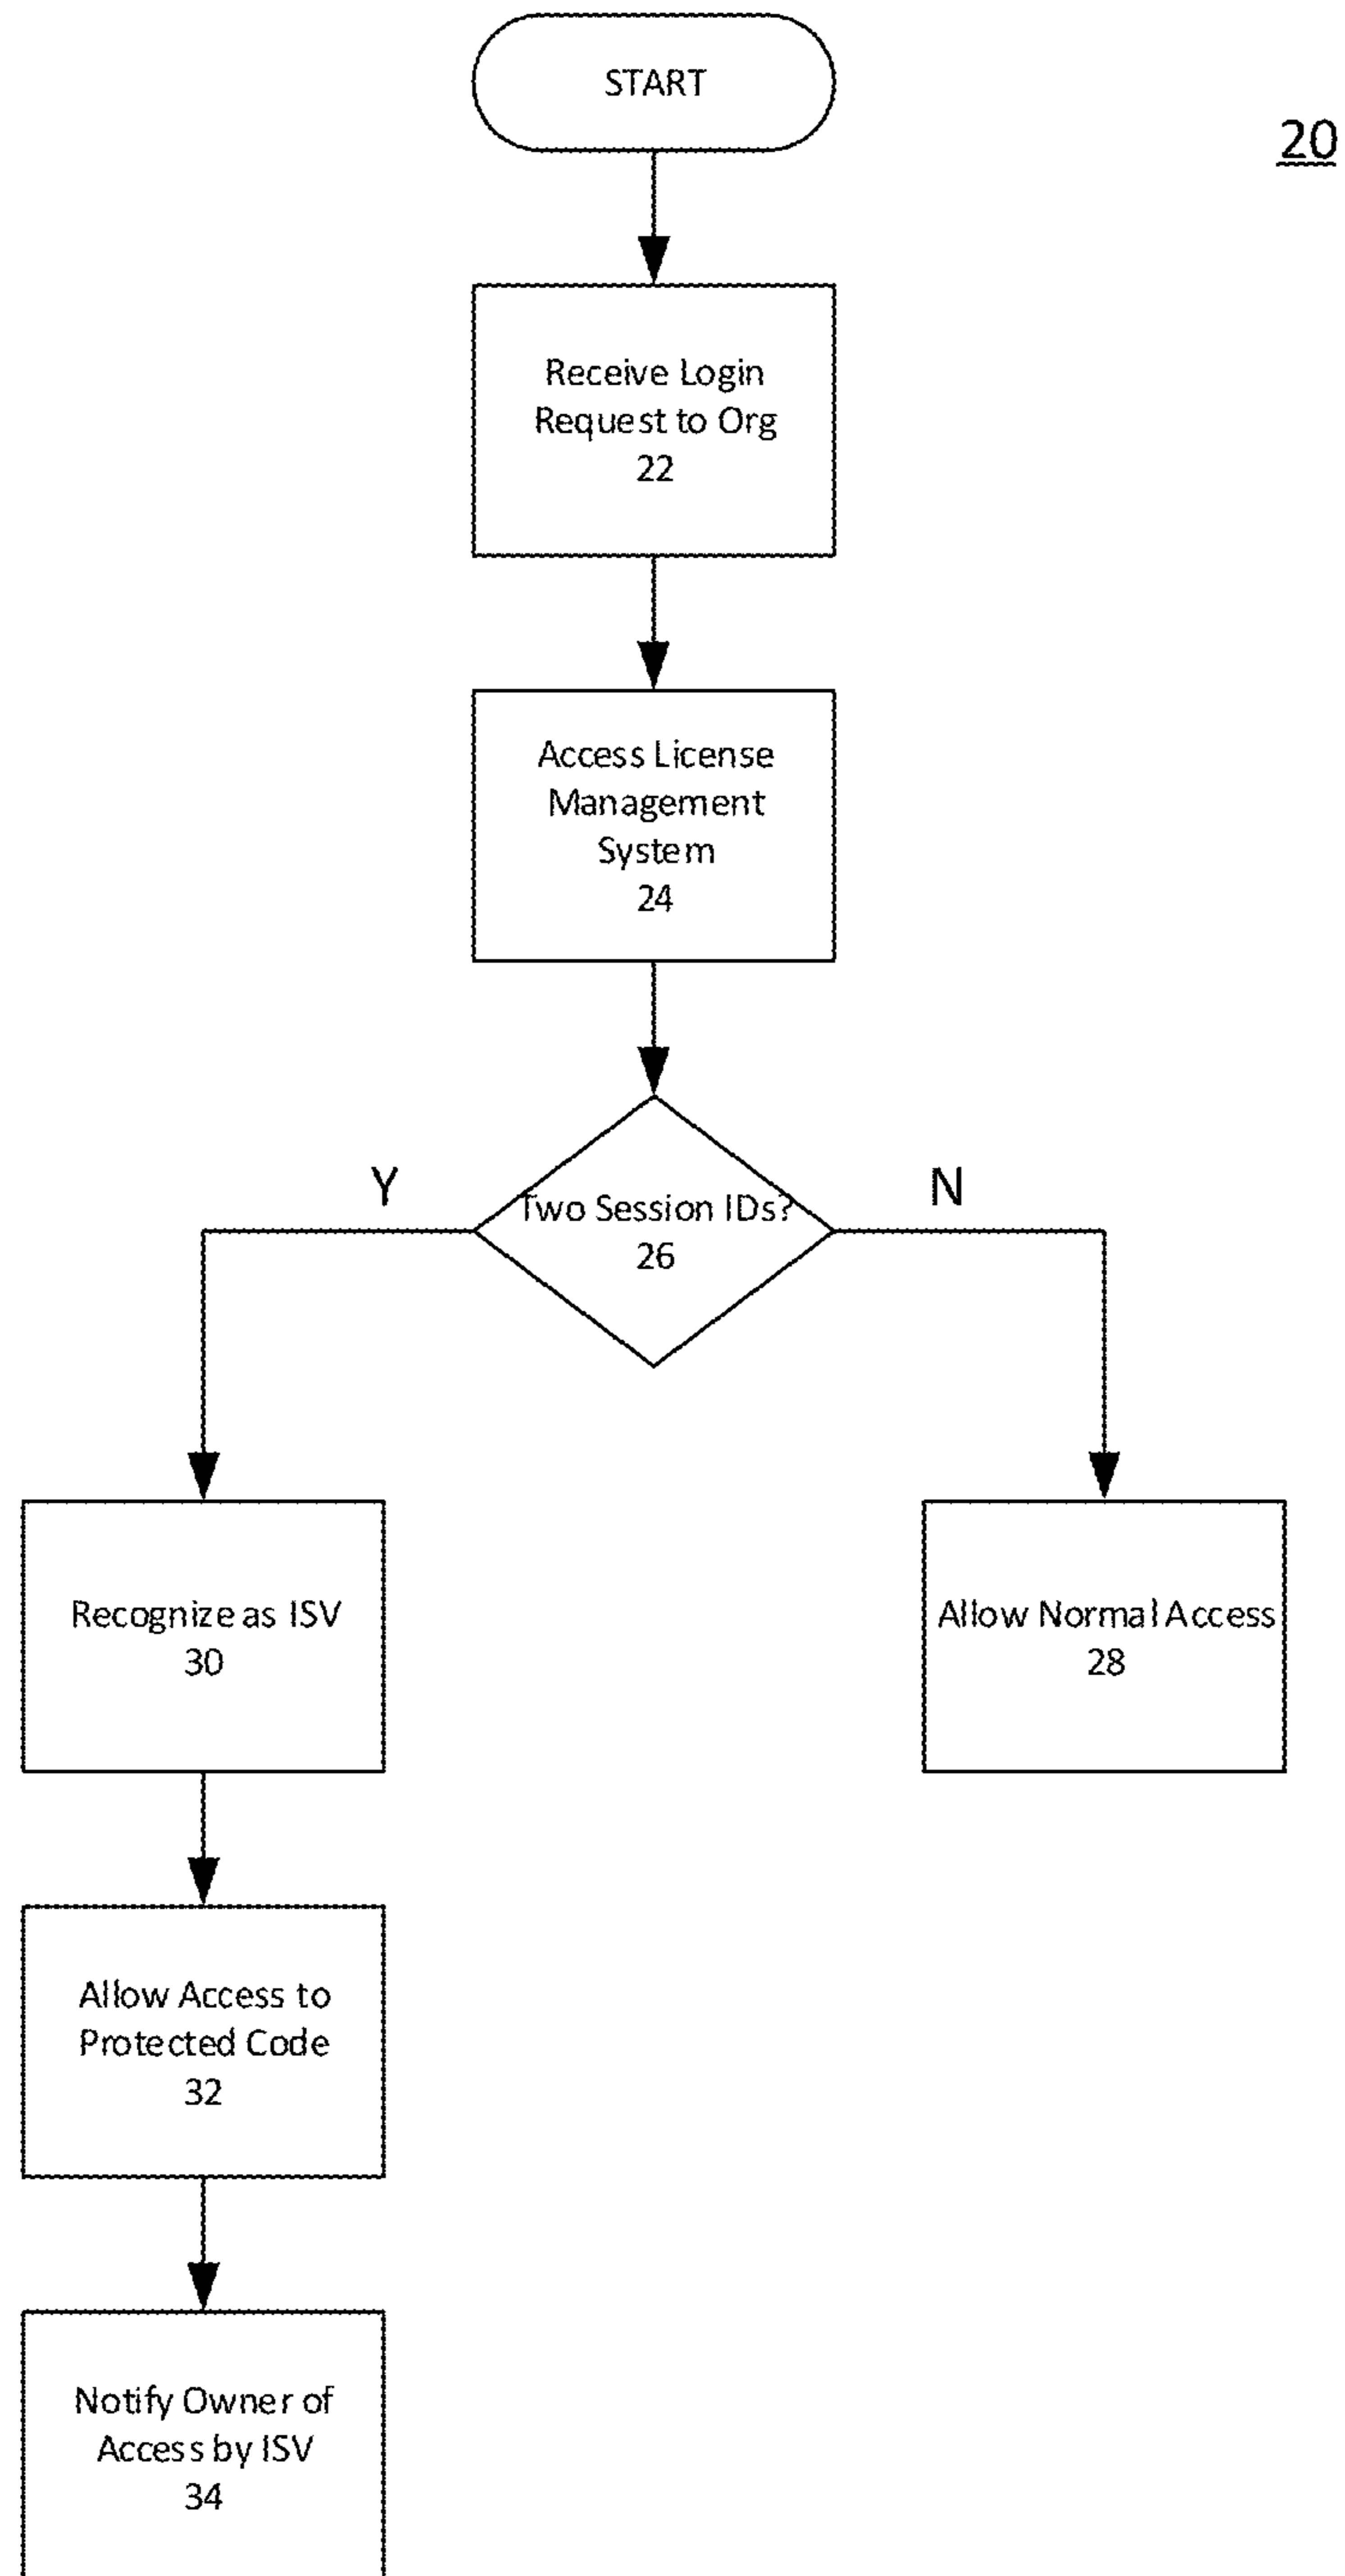 START
20
Receive Login
Request to Org
22
Access License
Management
System
24
Y
N
Two Session IDs?
26
Recognize as ISV
30
Allow Normal Access
28
Allow Access to
Protected Code
32
Notify Owner of
Access by ISV
34